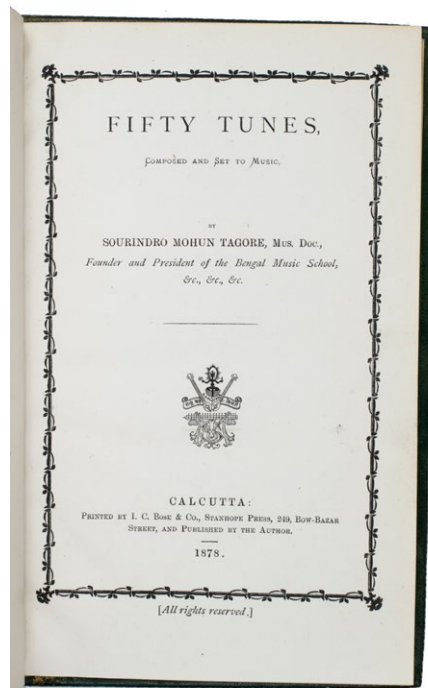 FIFTY TUNES,
COMPOSED AND SET TO MUSIC,
BY
SOURINDRO MOHUN TAGORE, MUS. DOC.,
Founder and President of the Bengal Music School,
&c., &c., &c.
CALCUTTA:
PRINTED BY I. C. BOSE & CO., STANHOPE PRESS, 249, BOW-BAZAR
STREET, AND PUBLISHED BY THE AUTHOR.
1878.
[All rights reserved.]